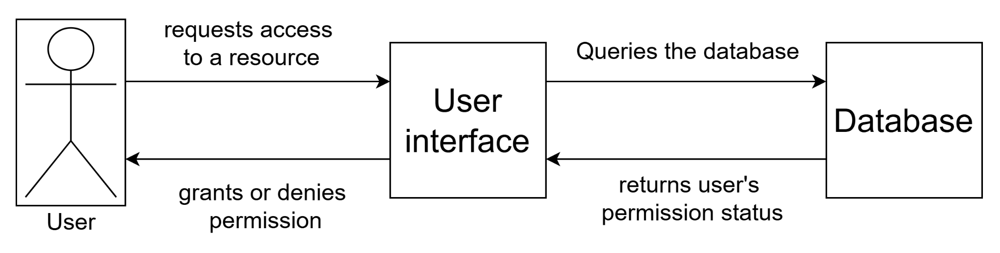 requests access
to a resource
Queries the database
User
interface
Database
grants or denies
permission
returns user's
permission status
User